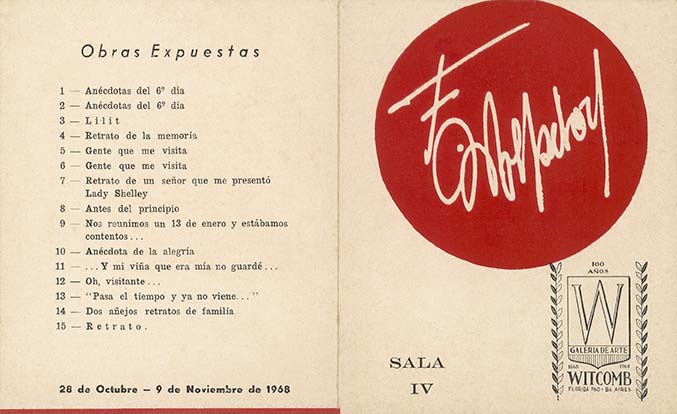 Obras Expuestas
1 — Anécdotas del 6º día
2 — Anécdotas del 6º día
3 — Lilit
4 — Retrato de la memoria
5 — Gente que me visita
6 — Gente que me visita
7 — Retrato de un señor que me presentó
Lady Shelley
8 — Antes del principio
9 — Nos reunimos un 13 de enero y estábamos
contentos...
10 — Anécdota de la alegría
11 — ...Y mi viña que era mía no guardé...
12 — Oh, visitante...
13 — "Pasa el tiempo y ya no viene..."
14 — Dos añejos retratos de familia
15 — Retrato.
28 de Octubre — 9 de Noviembre de 1968
SALA
IV
100
AÑOS
W
GALERIA DE ARTE
1868 1968
WITCOMB
FLORIDA 760 - Bs. AIRES